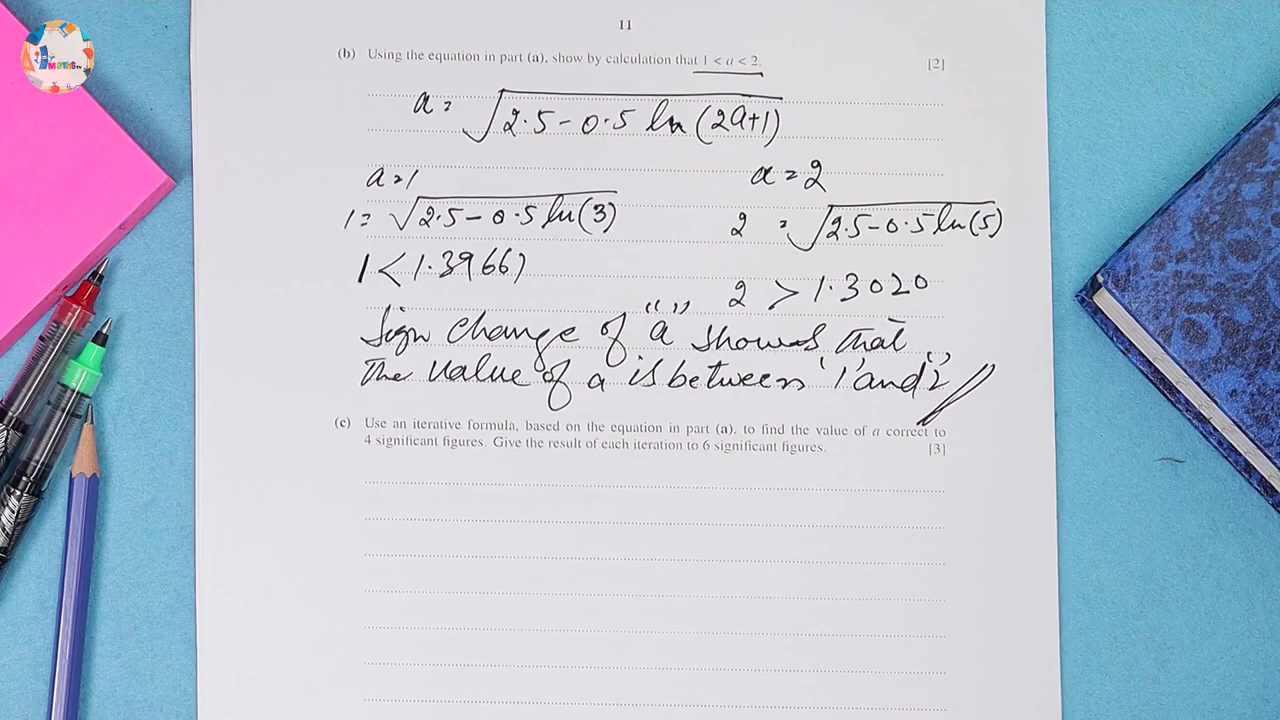 MATHSTV
11
(b) Using the equation in part (a), show by calculation that 1 < a < 2. [2]
a = √(2.5 - 0.5 ln (2a+1))
a=1
1 = √(2.5 - 0.5 ln(3))
1 < 1.39667
a = 2
2 = √(2.5 - 0.5 ln(5))
2 > 1.3020
Sign change of "a" shows that
the value of a is between '1' and '2'
(c) Use an iterative formula, based on the equation in part (a), to find the value of a correct to
4 significant figures. Give the result of each iteration to 6 significant figures. [3]